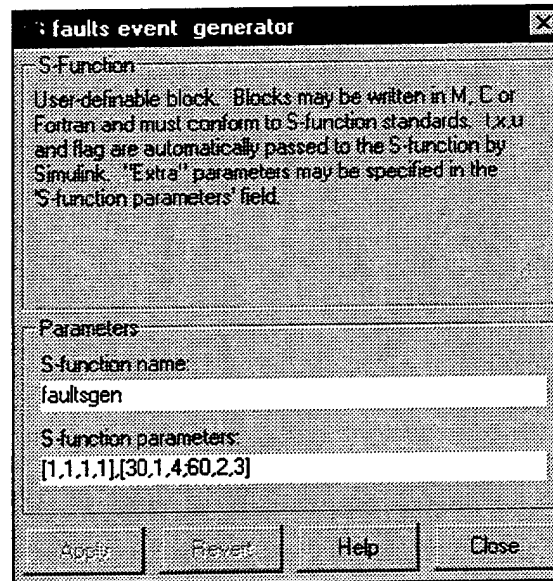 faults event generator
S-Function
User-definable block. Blocks may be written in M, C or
Fortran and must conform to S-function standards. t,x,u
and flag are automatically passed to the S-function by
Simulink. "Extra" parameters may be specified in the
'S-function parameters' field.
Parameters
S-function name:
faultsgen
S-function parameters:
[1,1,1,1],[30,1,4;60,2,3]
Apply
Revert
Help
Close